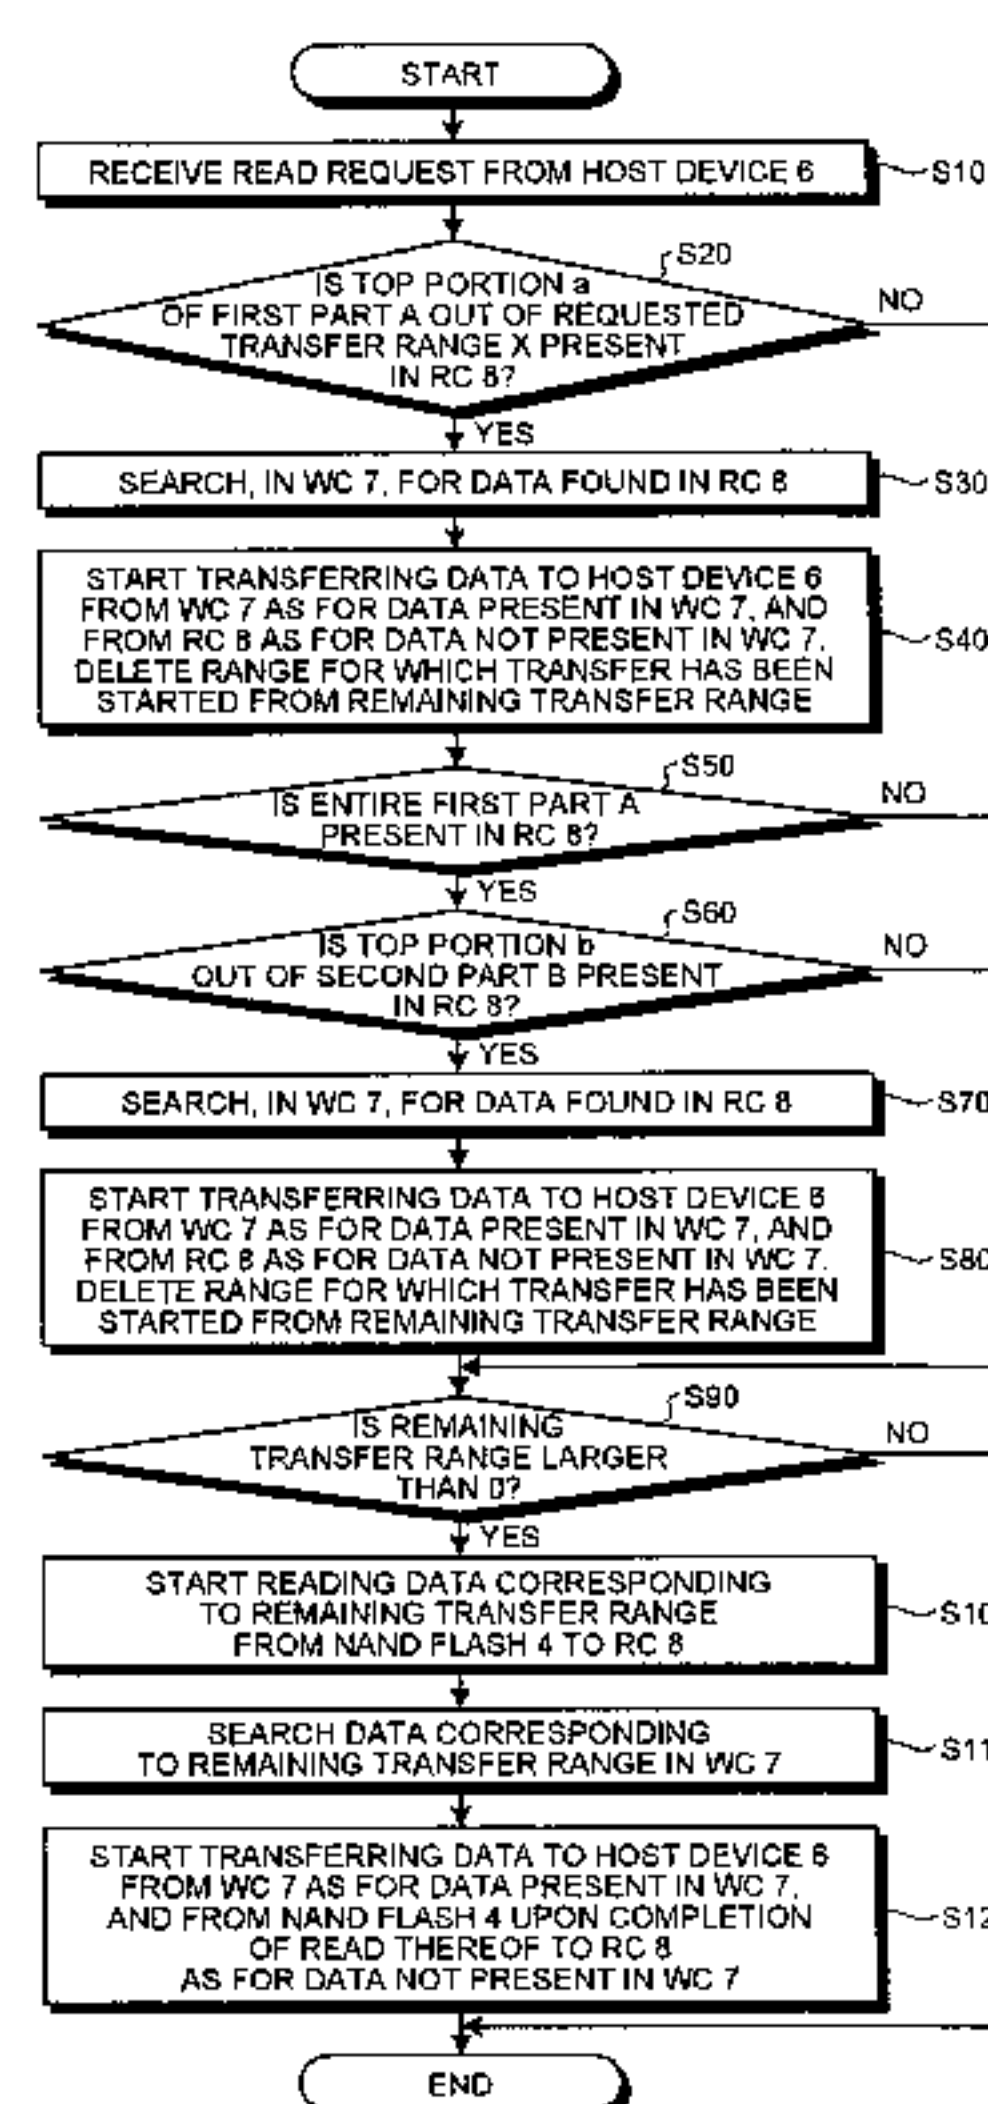 START
RECEIVE READ REQUEST FROM HOST DEVICE 6
S10
S20
IS TOP PORTION a
OF FIRST PART A OUT OF REQUESTED
TRANSFER RANGE X PRESENT
IN RC 8?
NO
YES
SEARCH, IN WC 7, FOR DATA FOUND IN RC 8
S30
START TRANSFERRING DATA TO HOST DEVICE 6
FROM WC 7 AS FOR DATA PRESENT IN WC 7, AND
FROM RC 8 AS FOR DATA NOT PRESENT IN WC 7.
DELETE RANGE FOR WHICH TRANSFER HAS BEEN
STARTED FROM REMAINING TRANSFER RANGE
S40
S50
IS ENTIRE FIRST PART A
PRESENT IN RC 8?
NO
YES
S60
IS TOP PORTION b
OUT OF SECOND PART B PRESENT
IN RC 8?
NO
YES
SEARCH, IN WC 7, FOR DATA FOUND IN RC 8
S70
START TRANSFERRING DATA TO HOST DEVICE 6
FROM WC 7 AS FOR DATA PRESENT IN WC 7, AND
FROM RC 8 AS FOR DATA NOT PRESENT IN WC 7.
DELETE RANGE FOR WHICH TRANSFER HAS BEEN
STARTED FROM REMAINING TRANSFER RANGE
S80
S90
IS REMAINING
TRANSFER RANGE LARGER
THAN 0?
NO
YES
START READING DATA CORRESPONDING
TO REMAINING TRANSFER RANGE
FROM NAND FLASH 4 TO RC 8
S10
SEARCH DATA CORRESPONDING
TO REMAINING TRANSFER RANGE IN WC 7
S11
START TRANSFERRING DATA TO HOST DEVICE 6
FROM WC 7 AS FOR DATA PRESENT IN WC 7,
AND FROM NAND FLASH 4 UPON COMPLETION
OF READ THEREOF TO RC 8
AS FOR DATA NOT PRESENT IN WC 7
S12
END